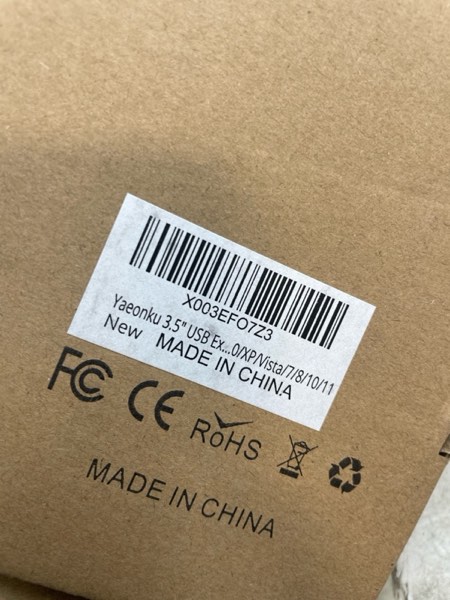 X003EFO7Z3
Yaeonku 3.5" USB Ex...0/XP/Vista/7/8/10/11
New MADE IN CHINA
FC CE RoHS
MADE IN CHINA